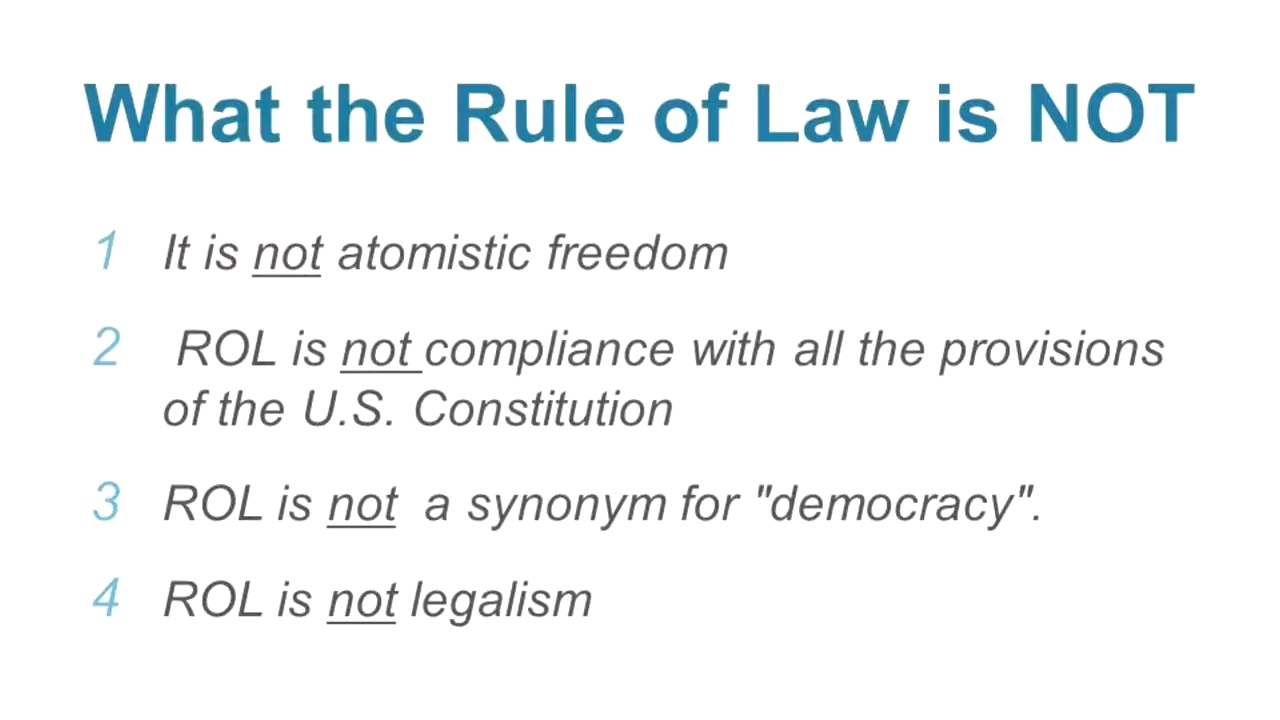 What the Rule of Law is NOT
1 It is not atomistic freedom
2 ROL is not compliance with all the provisions
of the U.S. Constitution
3 ROL is not a synonym for "democracy".
4 ROL is not legalism